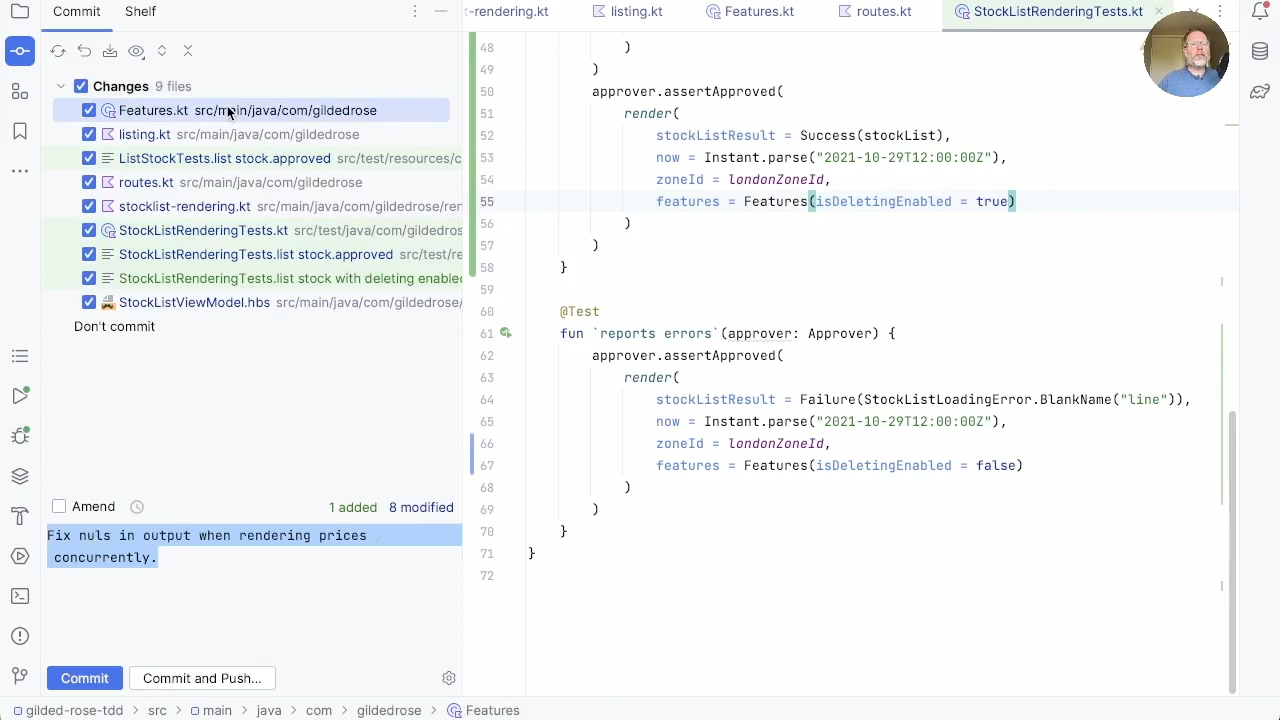 Commit Shelf
t-rendering.kt listing.kt Features.kt routes.kt StockListRenderingTests.kt
Changes 9 files
Features.kt src/main/java/com/gildedrose
listing.kt src/main/java/com/gildedrose
ListStockTests.list stock.approved src/test/resources/c
routes.kt src/main/java/com/gildedrose
stocklist-rendering.kt src/main/java/com/gildedrose/ren
StockListRenderingTests.kt src/test/java/com/gildedros
StockListRenderingTests.list stock.approved src/test/re
StockListRenderingTests.list stock with deleting enable
StockListViewModel.hbs src/main/java/com/gildedrose/
Don't commit
Amend 1 added 8 modified
Fix nuls in output when rendering prices
concurrently.
Commit Commit and Push...
48 )
49 )
50 approver.assertApproved(
51 render(
52 stockListResult = Success(stockList),
53 now = Instant.parse("2021-10-29T12:00:00Z"),
54 zoneId = londonZoneId,
55 features = Features(isDeletingEnabled = true)
56 )
57 )
58 }
59
60 @Test
61 fun `reports errors`(approver: Approver) {
62 approver.assertApproved(
63 render(
64 stockListResult = Failure(StockListLoadingError.BlankName("line")),
65 now = Instant.parse("2021-10-29T12:00:00Z"),
66 zoneId = londonZoneId,
67 features = Features(isDeletingEnabled = false)
68 )
69 )
70 }
71 }
72
gilded-rose-tdd > src > main > java > com > gildedrose > Features